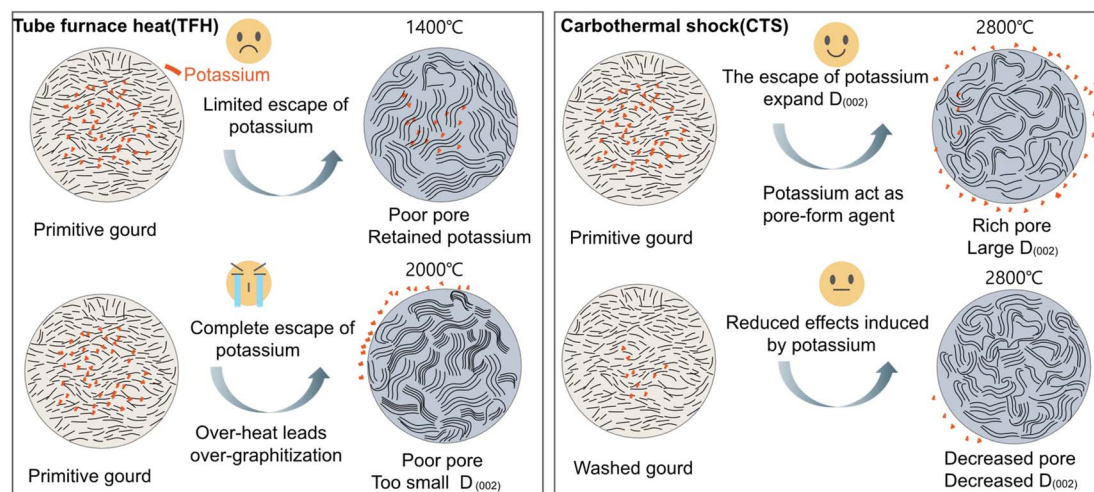 Tube furnace heat(TFH)
1400℃
Potassium
Limited escape of
potassium
Primitive gourd
Poor pore
Retained potassium
2000℃
Complete escape of
potassium
Over-heat leads
over-graphitization
Primitive gourd
Poor pore
Too small D(002)
Carbothermal shock(CTS)
2800℃
The escape of potassium
expand D(002)
Potassium act as
pore-form agent
Primitive gourd
Rich pore
Large D(002)
2800℃
Reduced effects induced
by potassium
Washed gourd
Decreased pore
Decreased D(002)